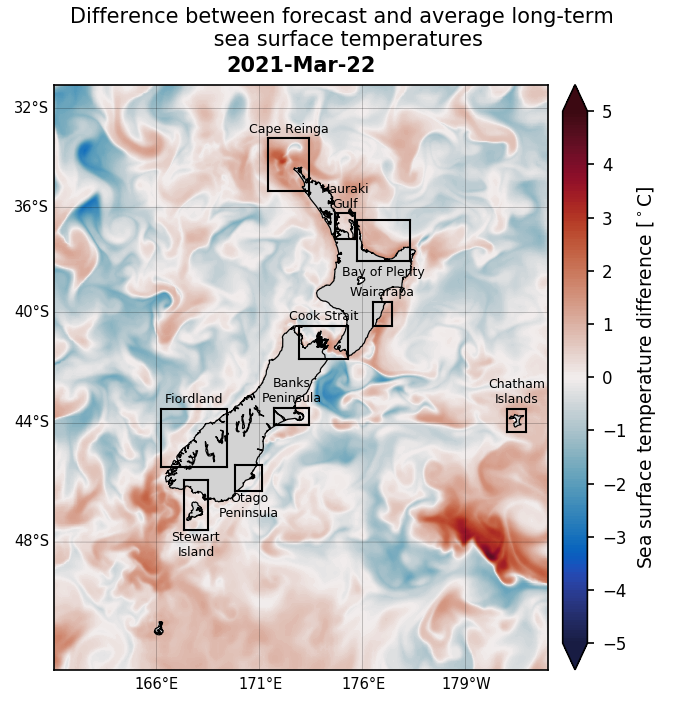 Difference between forecast and average long-term
sea surface temperatures
2021-Mar-22
32°S
36°S
40°S
44°S
48°S
166°E
171°E
176°E
179°W
Cape Reinga
Hauraki
Gulf
Bay of Plenty
Wairarapa
Cook Strait
Banks
Peninsula
Fiordland
Chatham
Islands
Otago
Peninsula
Stewart
Island
5
4
3
2
1
0
−1
−2
−3
−4
−5
Sea surface temperature difference [°C]